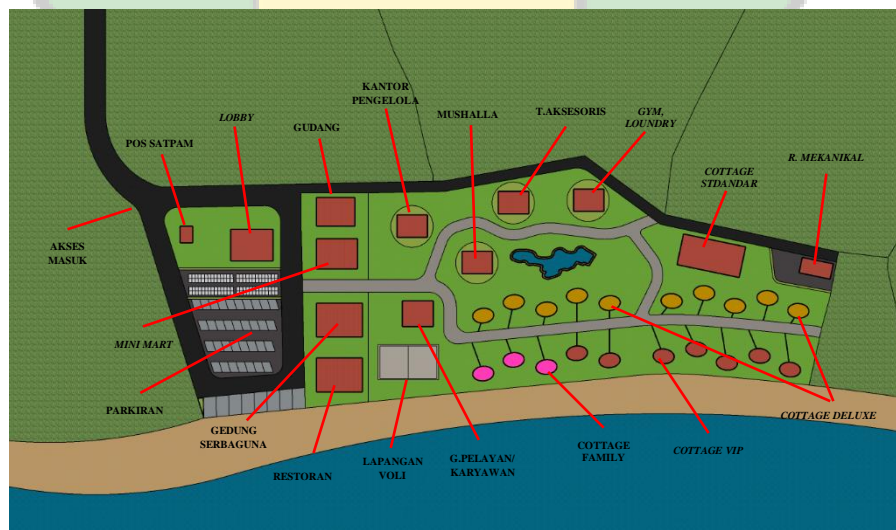 KANTOR
PENGELOLA
LOBBY
GUDANG
MUSHALLA
T.AKSESORIS
GYM,
LOUNDRY
POS SATPAM
COTTAGE
STDANDAR
R. MEKANIKAL
AKSES
MASUK
MINI MART
PARKIRAN
GEDUNG
SERBAGUNA
RESTORAN
LAPANGAN
VOLI
G.PELAYAN/
KARYAWAN
COTTAGE
FAMILY
COTTAGE VIP
COTTAGE DELUXE